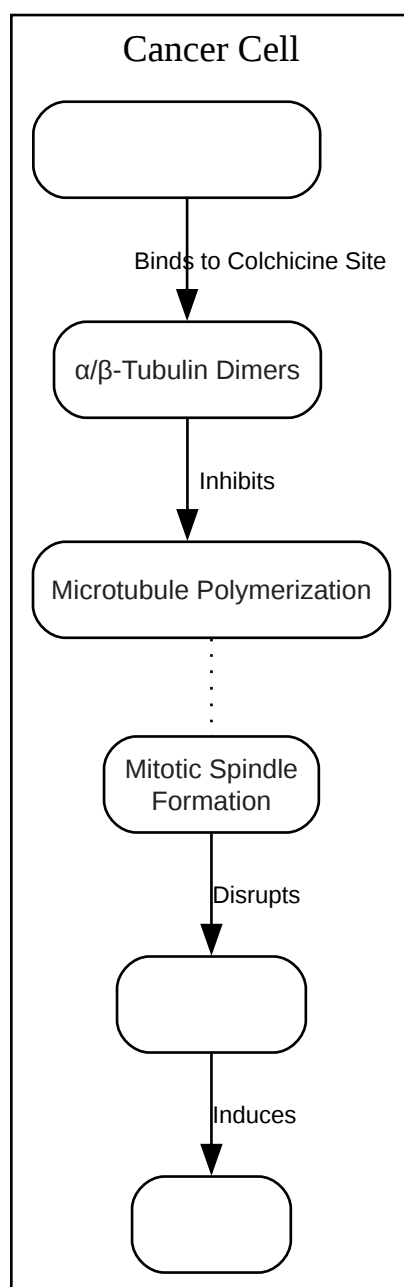 Cancer Cell
Binds to Colchicine Site
α/β-Tubulin Dimers
Inhibits
Microtubule Polymerization
Mitotic Spindle
Formation
Disrupts
Induces